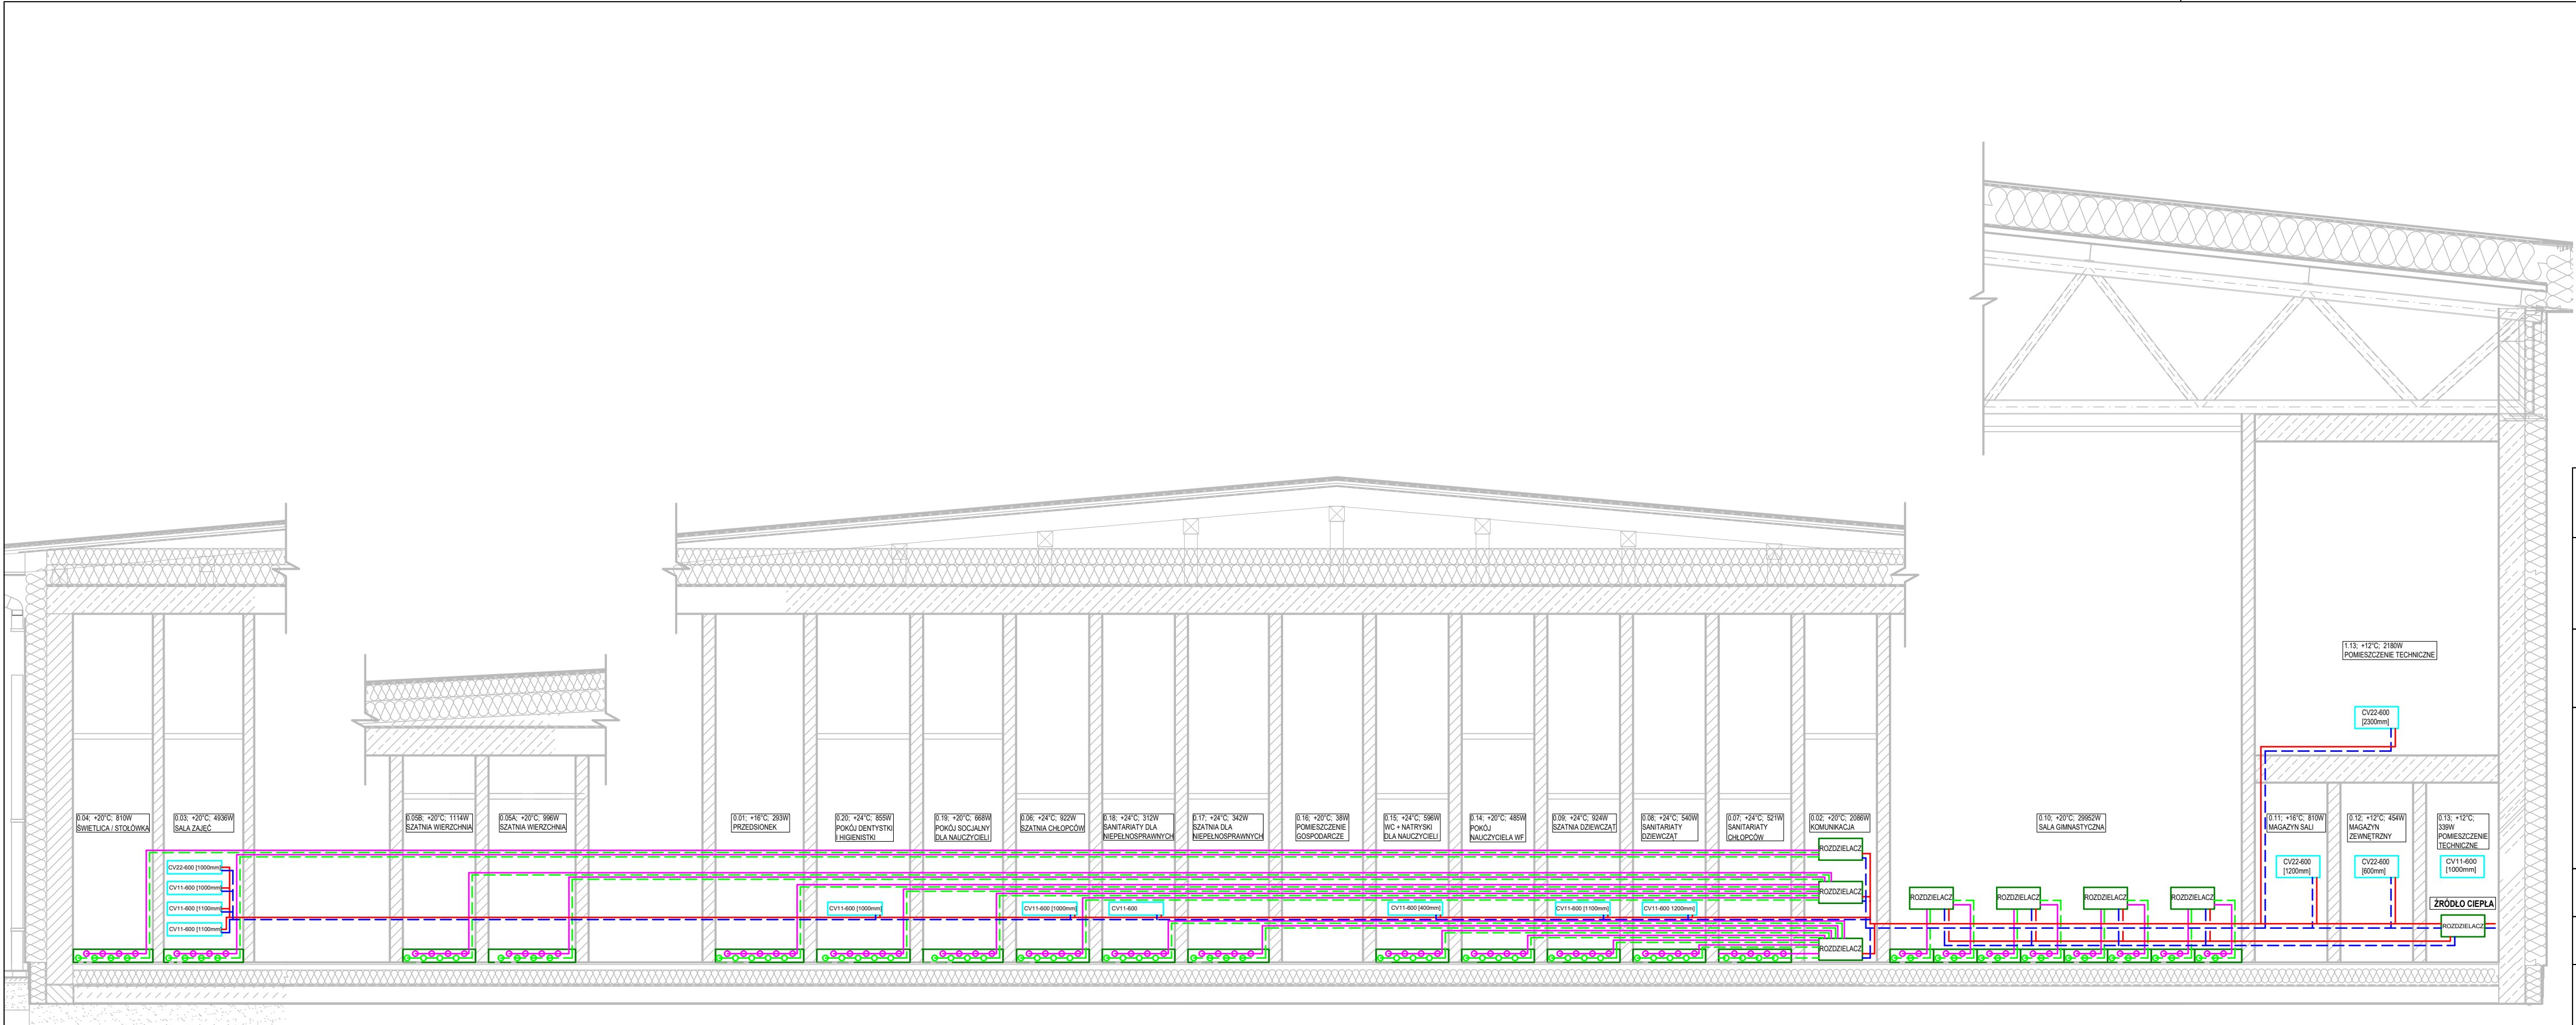 1.13; +12°C; 2180W
POMIESZCZENIE TECHNICZNE
CV22-600
[2300mm]
0.04; +20°C; 810W
ŚWIETLICA / STOŁÓWKA
0.03; +20°C; 4936W
SALA ZAJĘĆ
0.05B; +20°C; 1114W
SZATNIA WIERZCHNIA
0.05A; +20°C; 996W
SZATNIA WIERZCHNIA
0.01; +16°C; 293W
PRZEDSIONEK
0.20; +24°C; 855W
POKÓJ DENTYSTKI
I HIGIENISTKI
0.19; +20°C; 668W
POKÓJ SOCJALNY
DLA NAUCZYCIELI
0.06; +24°C; 922W
SZATNIA CHŁOPCÓW
0.18; +24°C; 312W
SANITARIATY DLA
NIEPEŁNOSPRAWNYCH
0.17; +24°C; 342W
SZATNIA DLA
NIEPEŁNOSPRAWNYCH
0.16; +20°C; 38W
POMIESZCZENIE
GOSPODARCZE
0.15; +24°C; 596W
WC + NATRYSKI
DLA NAUCZYCIELI
0.14; +20°C; 485W
POKÓJ
NAUCZYCIELA WF
0.09; +24°C; 924W
SZATNIA DZIEWCZĄT
0.08; +24°C; 540W
SANITARIATY
DZIEWCZĄT
0.07; +24°C; 521W
SANITARIATY
CHŁOPCÓW
0.02; +20°C; 2086W
KOMUNIKACJA
0.10; +20°C; 29952W
SALA GIMNASTYCZNA
0.11; +16°C; 810W
MAGAZYN SALI
0.12; +12°C; 454W
MAGAZYN
ZEWNĘTRZNY
0.13; +12°C;
339W
POMIESZCZENIE
TECHNICZNE
CV22-600 [1000mm]
CV11-600 [1000mm]
CV11-600 [1100mm]
CV11-600 [1100mm]
CV11-600 [1000mm]
CV11-600 [1000mm]
CV11-600
CV11-600 [400mm]
CV11-600 [1100mm]
CV11-600 1200mm]
ROZDZIELACZ
ROZDZIELACZ
ROZDZIELACZ
ROZDZIELACZ
ROZDZIELACZ
ROZDZIELACZ
ROZDZIELACZ
CV22-600
[1200mm]
CV22-600
[600mm]
CV11-600
[1000mm]
ŹRÓDŁO CIEPŁA
ROZDZIELACZ